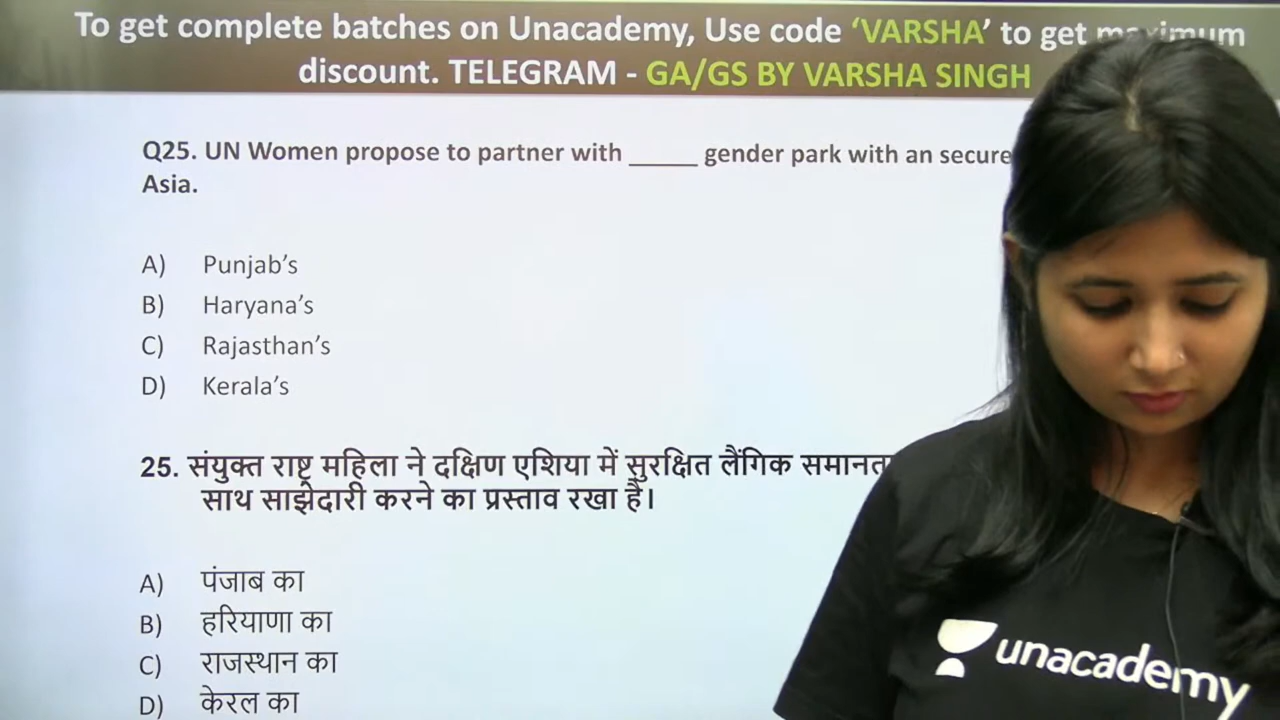 To get complete batches on Unacademy, Use code ‘VARSHA’ to get maximum
discount. TELEGRAM - GA/GS BY VARSHA SINGH
Q25. UN Women propose to partner with _____ gender park with an secure
Asia.
A) Punjab’s
B) Haryana’s
C) Rajasthan’s
D) Kerala’s
25. संयुक्त राष्ट्र महिला ने दक्षिण एशिया में सुरक्षित लैंगिक
साथ साझेदारी करने का प्रस्ताव रखा है।
A) पंजाब का
B) हरियाणा का
C) राजस्थान का
D) केरल का
unacademy